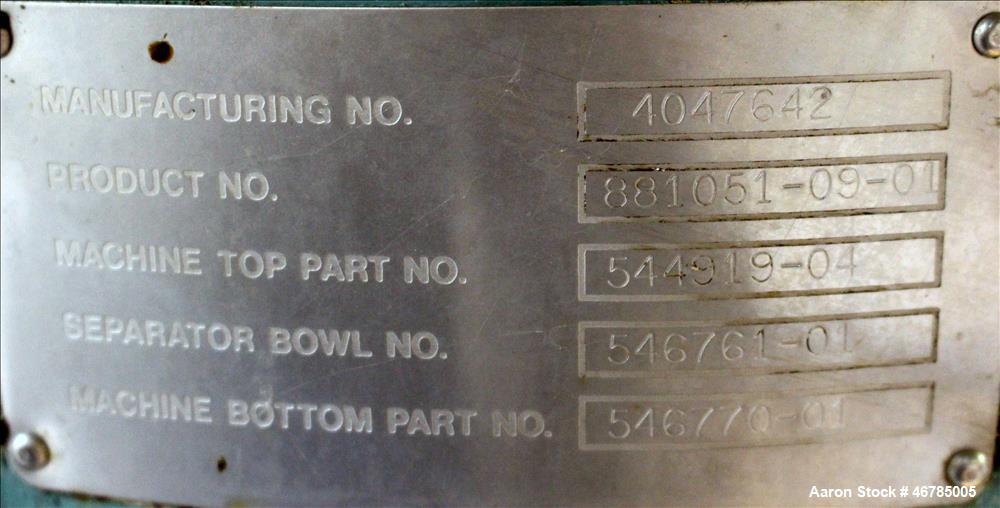 MANUFACTURING NO. 4047642
PRODUCT NO. 881051-09-01
MACHINE TOP PART NO. 544919-04
SEPARATOR BOWL NO. 546761-01
MACHINE BOTTOM PART NO. 546770-01
Aaron Stock # 46785005